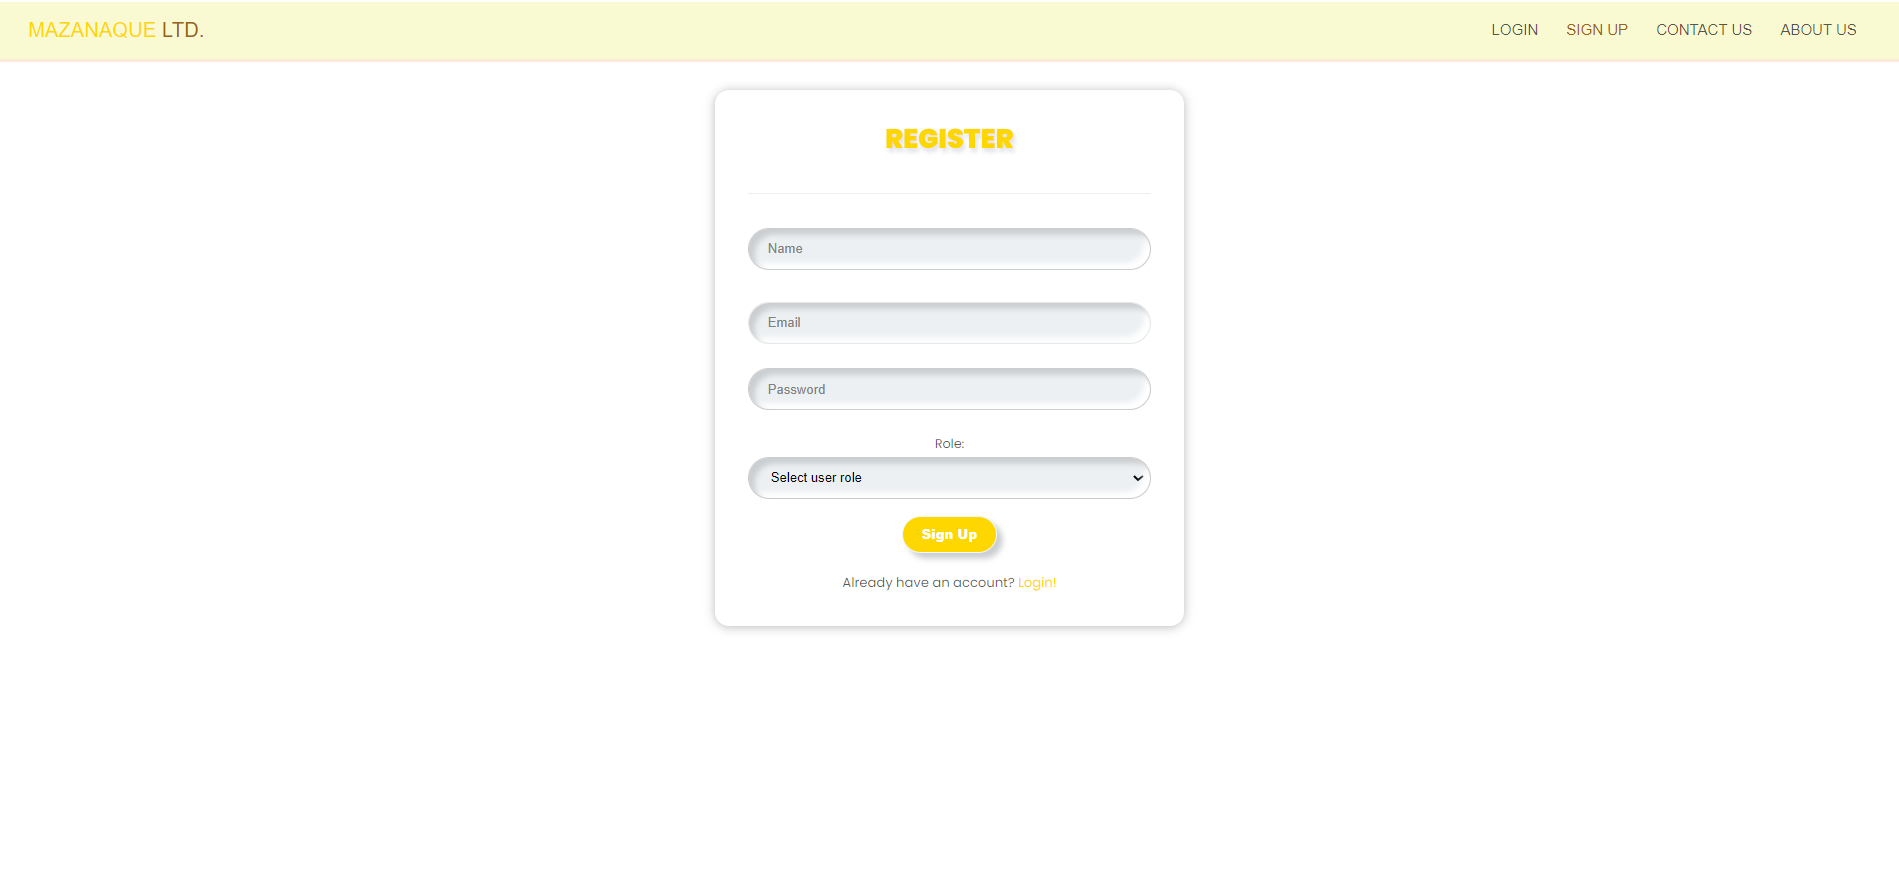 MAZANAQUE LTD.
LOGIN SIGN UP CONTACT US ABOUT US
REGISTER
Name
Email
Password
Role:
Select user role
Sign Up
Already have an account? Login!